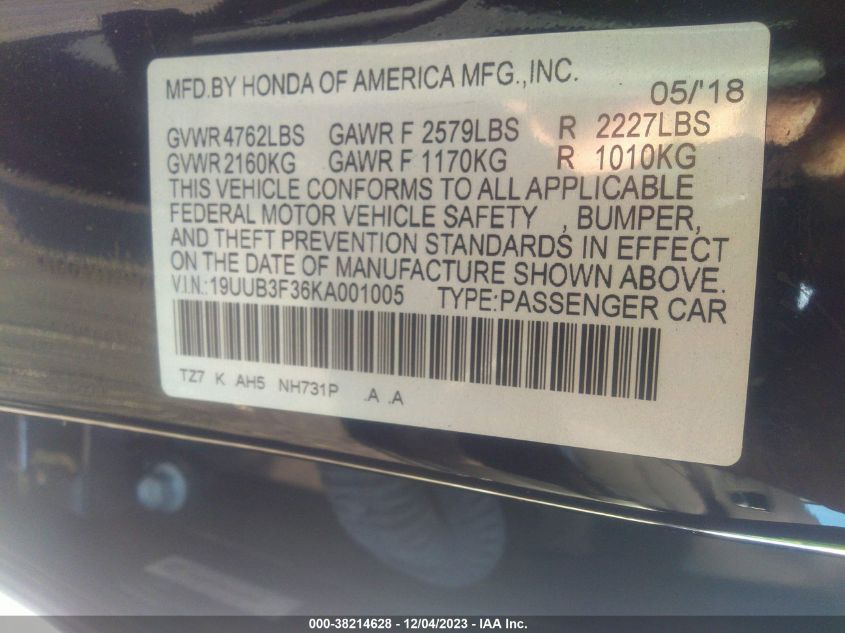 MFD.BY HONDA OF AMERICA MFG.,INC.
05/'18
GVWR 4762LBS GAWR F 2579LBS R 2227LBS
GVWR 2160KG GAWR F 1170KG R 1010KG
THIS VEHICLE CONFORMS TO ALL APPLICABLE
FEDERAL MOTOR VEHICLE SAFETY , BUMPER,
AND THEFT PREVENTION STANDARDS IN EFFECT
ON THE DATE OF MANUFACTURE SHOWN ABOVE.
V.I.N.:19UUB3F36KA001005 TYPE:PASSENGER CAR
TZ7 K AH5 NH731P .A .A
000-38214628 - 12/04/2023 - IAA Inc.